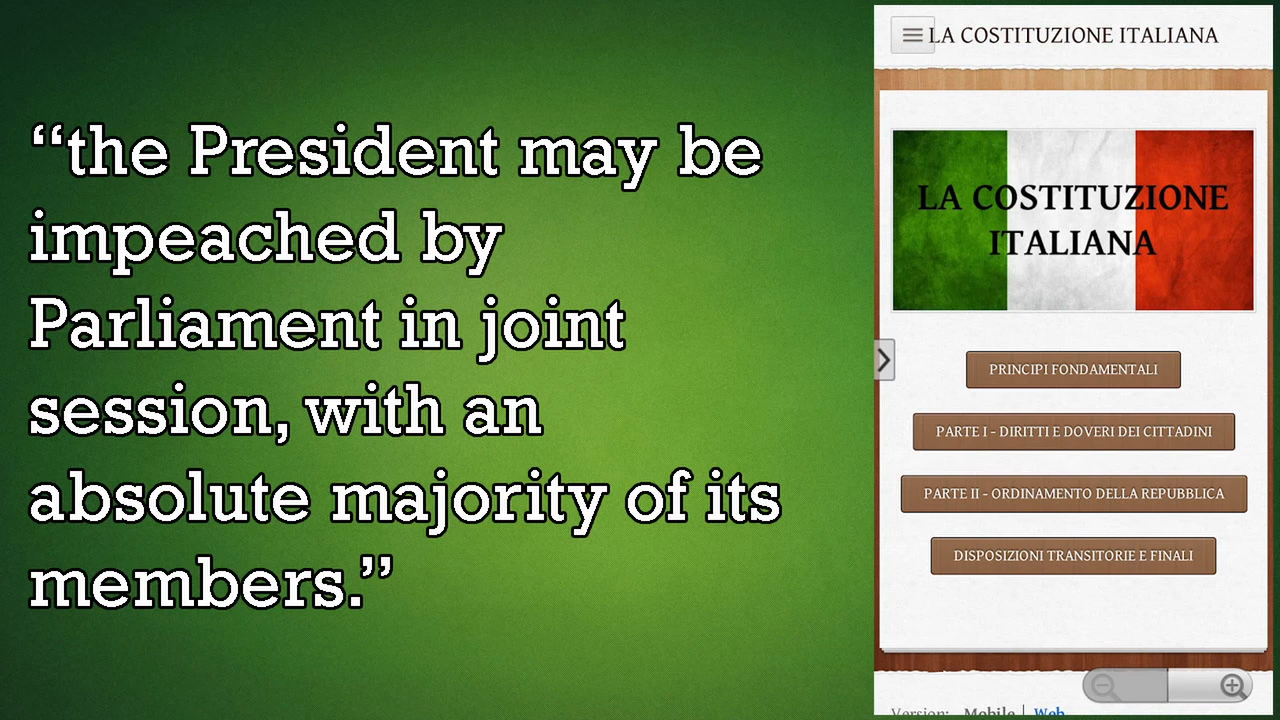 “the President may be
impeached by
Parliament in joint
session, with an
absolute majority of its
members.”
LA COSTITUZIONE ITALIANA
LA COSTITUZIONE
ITALIANA
PRINCIPI FONDAMENTALI
PARTE I - DIRITTI E DOVERI DEI CITTADINI
PARTE II - ORDINAMENTO DELLA REPUBBLICA
DISPOSIZIONI TRANSITORIE E FINALI
Version: Mobile | Web